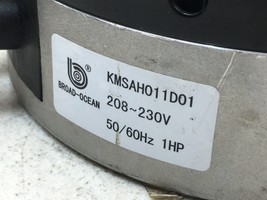 KMSAH011D01
BROAD-OCEAN
208~230V
50/60Hz 1HP